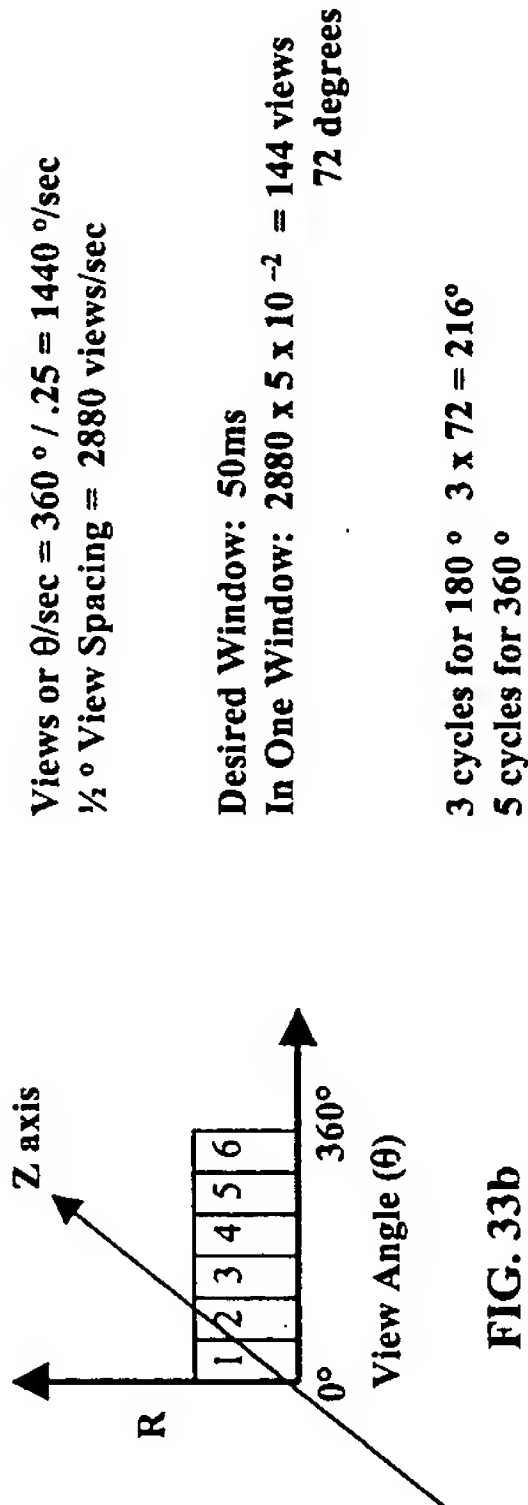 Views or θ/sec = 360 ° / .25 = 1440 °/sec
½ ° View Spacing = 2880 views/sec
Desired Window: 50ms
In One Window: 2880 x 5 x 10 ⁻² = 144 views
72 degrees
3 cycles for 180 ° 3 x 72 = 216°
5 cycles for 360 °
Z axis
R
1 2 3 4 5 6
0° 360°
View Angle (θ)
FIG. 33b